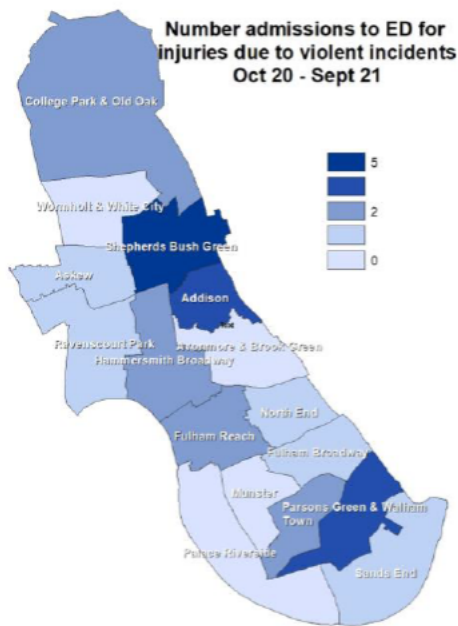 Number admissions to ED for
injuries due to violent incidents
Oct 20 - Sept 21
College Park & Old Oak
5
2
0
Wormholt & White City
Shepherds Bush Green
Askew
Addison
Ravenscourt Park
Avonmore & Brook Green
Hammersmith Broadway
North End
Fulham Reach
Fulham Broadway
Munster
Parsons Green & Walham
Town
Palace Riverside
Sands End